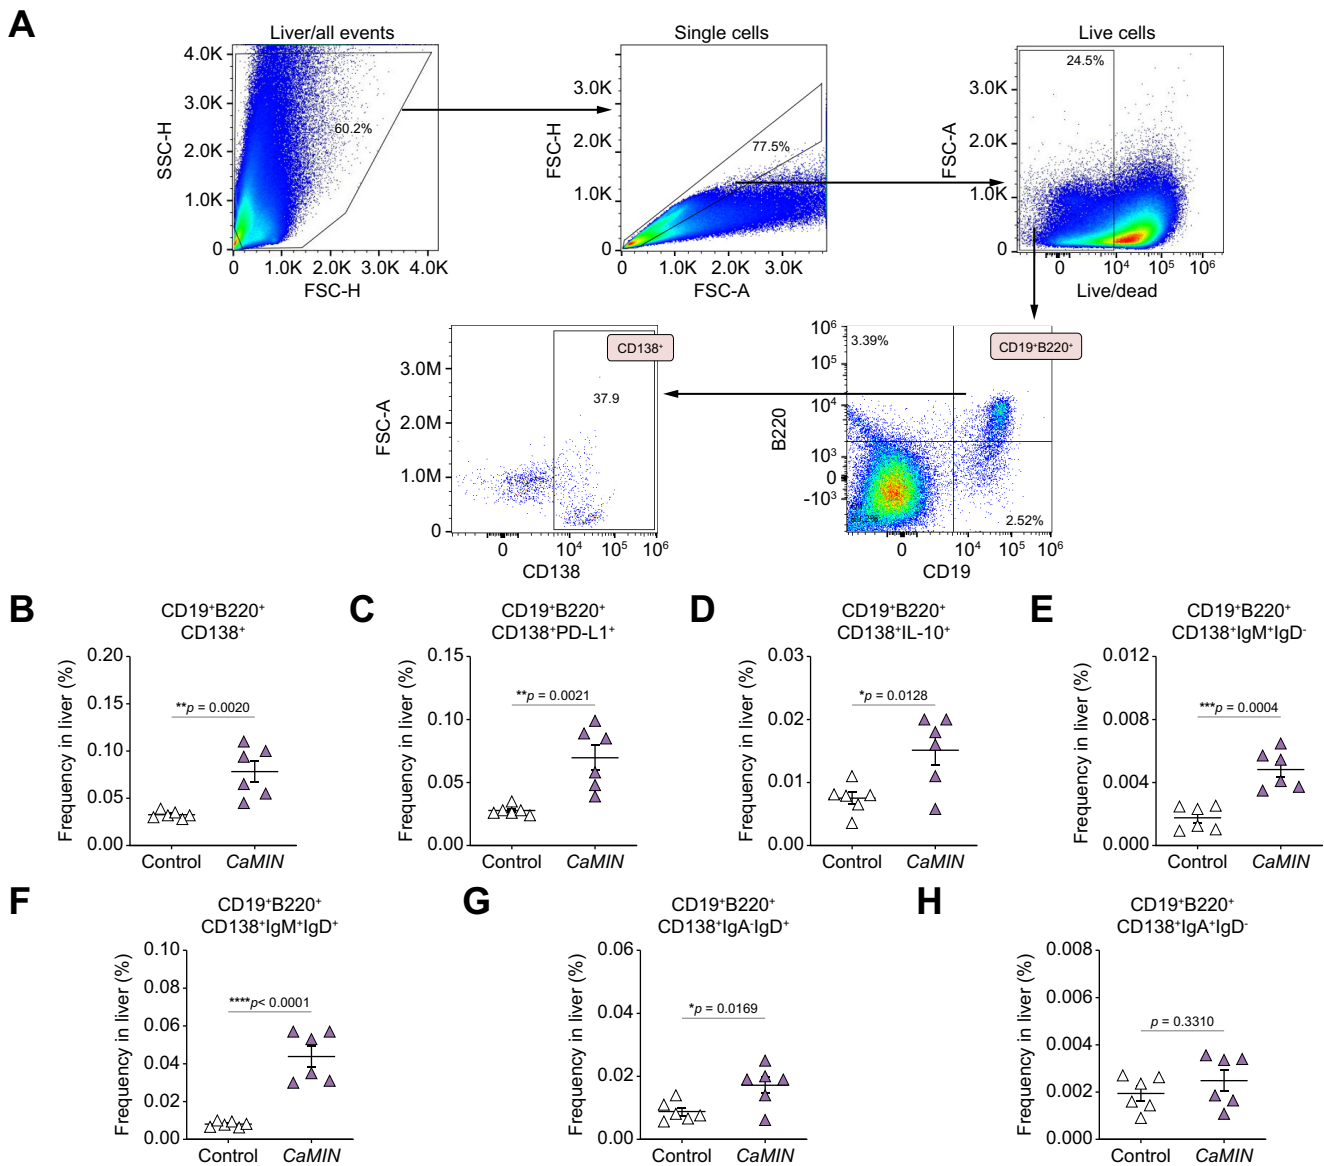 A
Liver/all events
4.0K
3.0K
2.0K
1.0K
0
SSC-H
60.2%
0 1.0K 2.0K 3.0K 4.0K
FSC-H
Single cells
3.0K
2.0K
1.0K
0
FSC-H
77.5%
0 1.0K 2.0K 3.0K
FSC-A
Live cells
24.5%
3.0K
2.0K
1.0K
0
FSC-A
0 10⁴ 10⁵ 10⁶
Live/dead
CD138⁺
3.0M
2.0M
1.0M
0
FSC-A
37.9
0 10⁴ 10⁵ 10⁶
CD138
10⁶
10⁵
10⁴
10³
0
-10³
B220
3.39%
CD19⁺B220⁺
2.52%
0 10⁴ 10⁵ 10⁶
CD19
B
CD19⁺B220⁺
CD138⁺
Frequency in liver (%)
0.20
0.15
0.10
0.05
0.00
**p = 0.0020
Control CaMIN
C
CD19⁺B220⁺
CD138⁺PD-L1⁺
Frequency in liver (%)
0.15
0.10
0.05
0.00
**p = 0.0021
Control CaMIN
D
CD19⁺B220⁺
CD138⁺IL-10⁺
Frequency in liver (%)
0.03
0.02
0.01
0.00
*p = 0.0128
Control CaMIN
E
CD19⁺B220⁺
CD138⁺IgM⁺IgD⁻
Frequency in liver (%)
0.012
0.008
0.004
0.000
***p = 0.0004
Control CaMIN
F
CD19⁺B220⁺
CD138⁺IgM⁺IgD⁺
Frequency in liver (%)
0.10
0.08
0.06
0.04
0.02
0.00
****p< 0.0001
Control CaMIN
G
CD19⁺B220⁺
CD138⁺IgA⁻IgD⁺
Frequency in liver (%)
0.06
0.04
0.02
0.00
*p = 0.0169
Control CaMIN
H
CD19⁺B220⁺
CD138⁺IgA⁺IgD⁻
Frequency in liver (%)
0.008
0.006
0.004
0.002
0.000
p = 0.3310
Control CaMIN